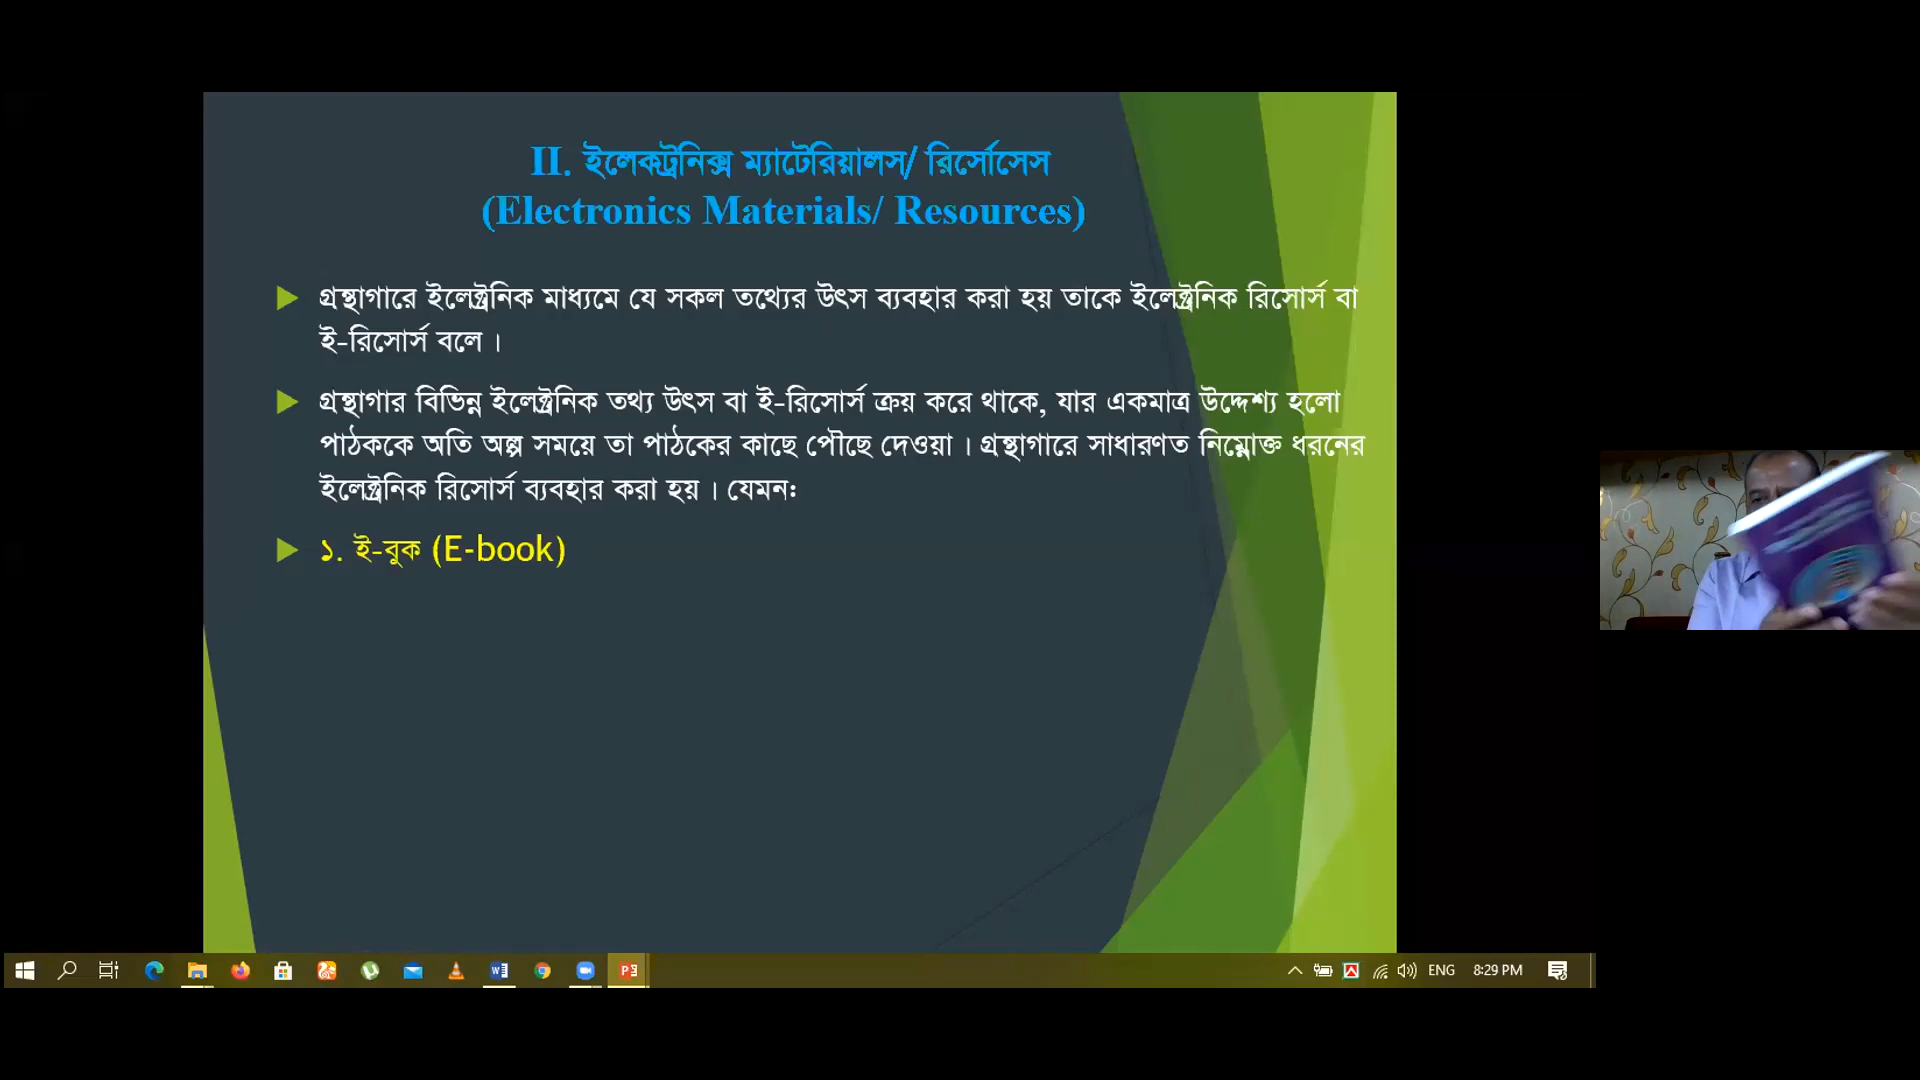 II. ইলেকট্রনিক্স ম্যাটেরিয়ালস/ রির্সোসেস
(Electronics Materials/ Resources)
গ্রন্থাগারে ইলেক্ট্রনিক মাধ্যমে যে সকল তথ্যের উৎস ব্যবহার করা হয় তাকে ইলেক্ট্রনিক রিসোর্স বা
ই-রিসোর্স বলে ।
গ্রন্থাগার বিভিন্ন ইলেক্ট্রনিক তথ্য উৎস বা ই-রিসোর্স ক্রয় করে থাকে, যার একমাত্র উদ্দেশ্য হলো
পাঠককে অতি অল্প সময়ে তা পাঠকের কাছে পৌছে দেওয়া । গ্রন্থাগারে সাধারণত নিম্নোক্ত ধরনের
ইলেক্ট্রনিক রিসোর্স ব্যবহার করা হয় । যেমন:
১. ই-বুক (E-book)
ENG 8:29 PM